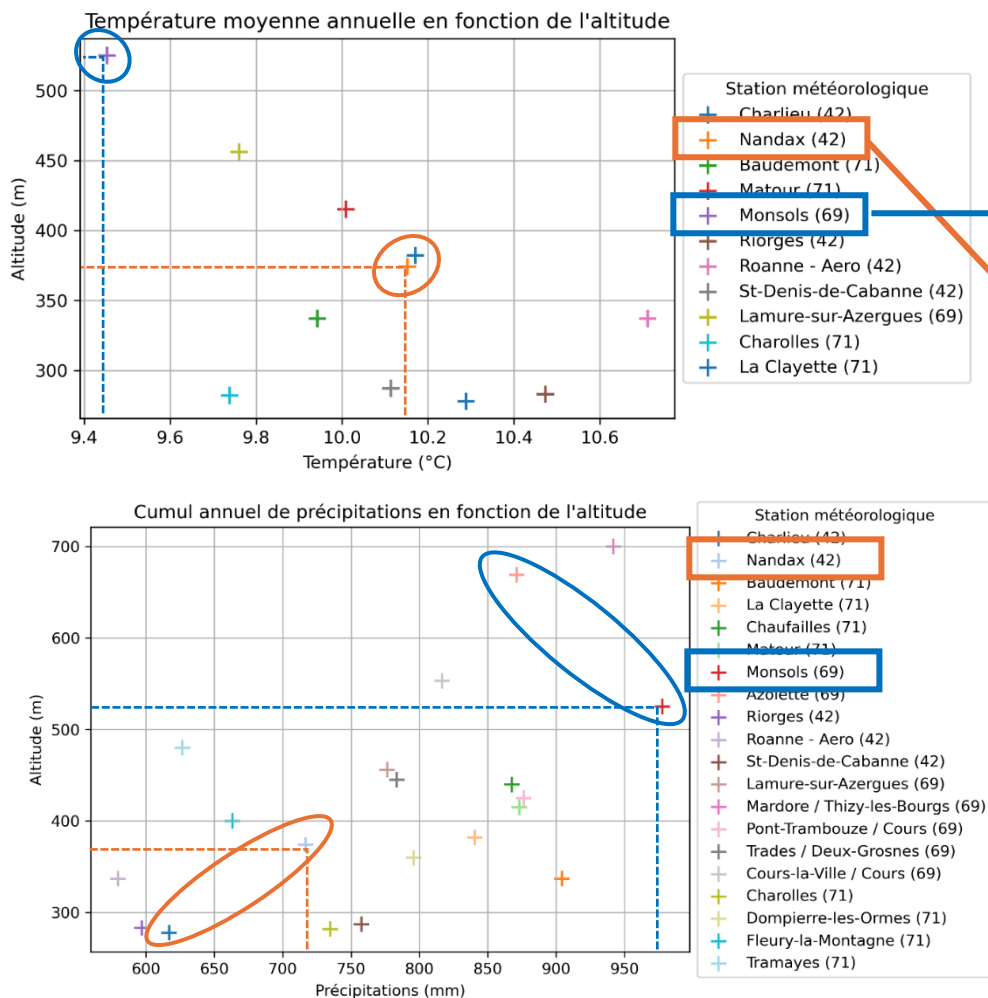 Température moyenne annuelle en fonction de l'altitude
500
450
400
350
300
Altitude (m)
9.4 9.6 9.8 10.0 10.2 10.4 10.6
Température (°C)
Station météorologique
Charlieu (42)
Nandax (42)
Baudemont (71)
Matour (71)
Monsols (69)
Riorges (42)
Roanne - Aero (42)
St-Denis-de-Cabanne (42)
Lamure-sur-Azergues (69)
Charolles (71)
La Clayette (71)
Cumul annuel de précipitations en fonction de l'altitude
700
600
500
400
300
Altitude (m)
600 650 700 750 800 850 900 950
Précipitations (mm)
Station météorologique
Charlieu (42)
Nandax (42)
Baudemont (71)
La Clayette (71)
Chaufailles (71)
Matour (71)
Monsols (69)
Azolette (69)
Riorges (42)
Roanne - Aero (42)
St-Denis-de-Cabanne (42)
Lamure-sur-Azergues (69)
Mardore / Thizy-les-Bourgs (69)
Pont-Trambouze / Cours (69)
Trades / Deux-Grosnes (69)
Cours-la-Ville / Cours (69)
Charolles (71)
Dompierre-les-Ormes (71)
Fleury-la-Montagne (71)
Tramayes (71)